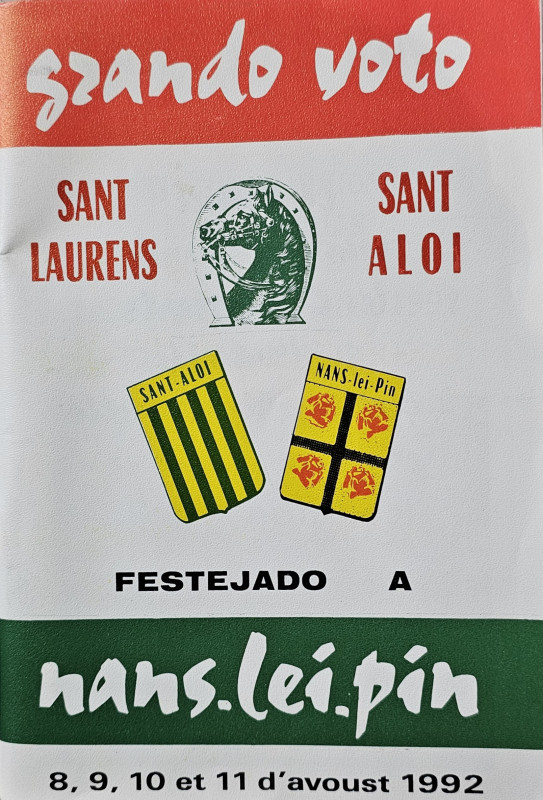 grando voto
SANT
LAURENS
SANT
ALOI
SANT-ALOI
NANS-lei-Pin
FESTEJADO A
nans.lei.pin
8, 9, 10 et 11 d'avoust 1992